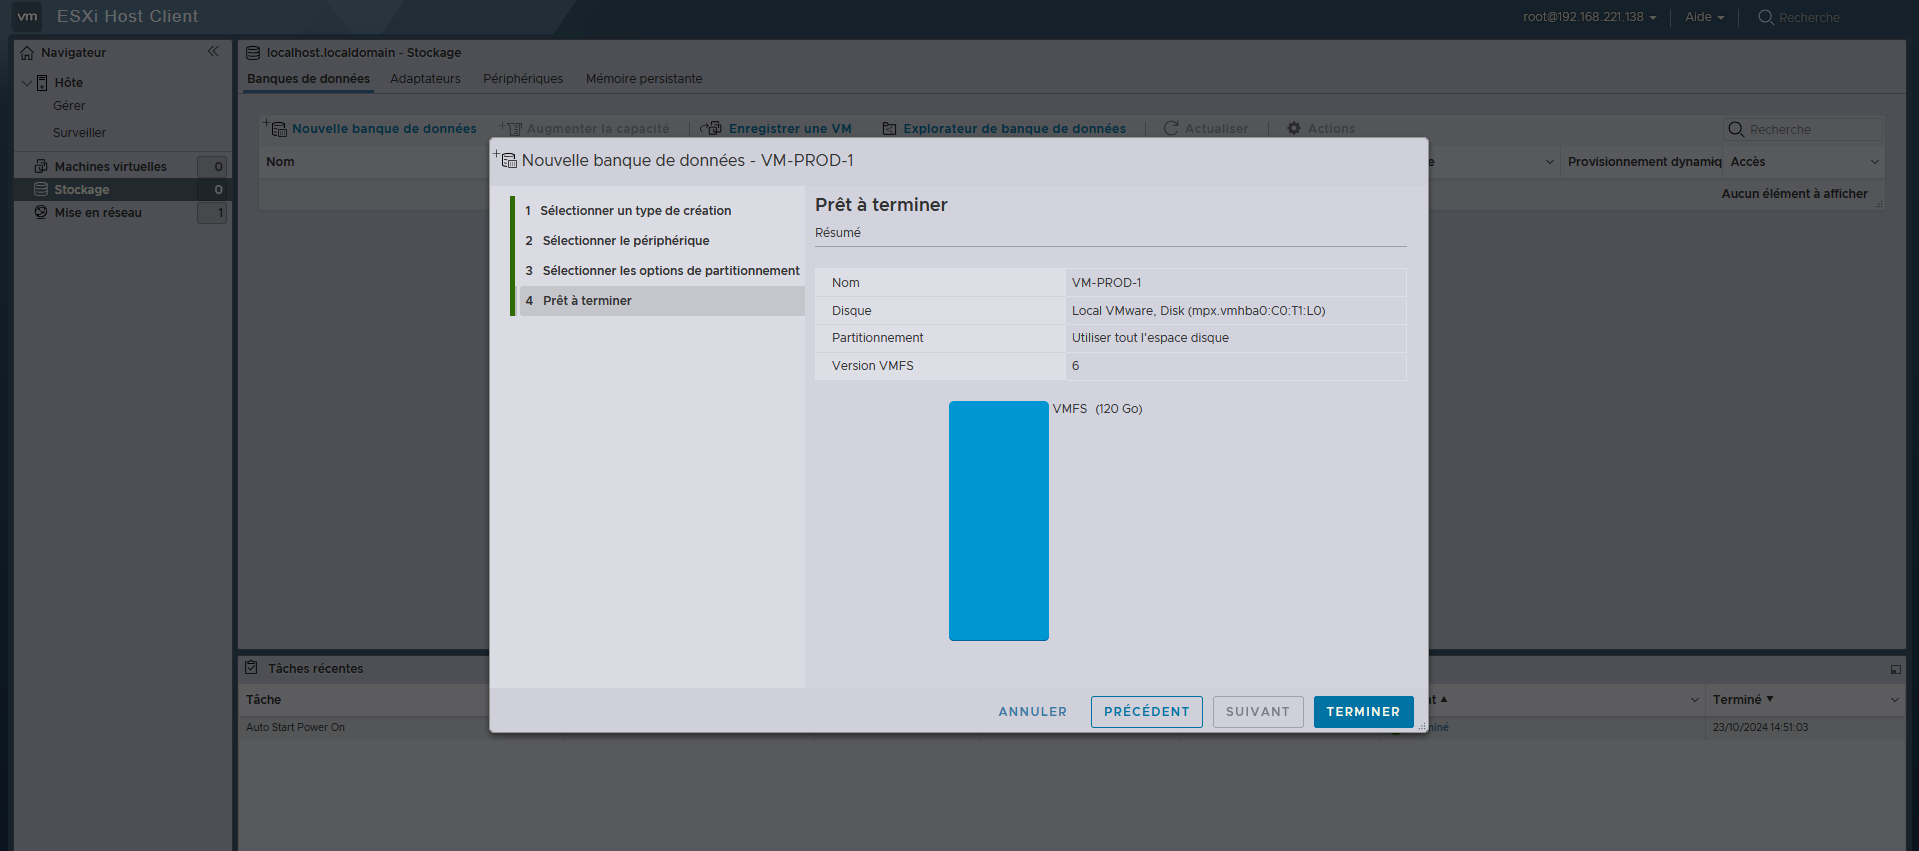 vm ESXi Host Client
root@192.168.221.138 Aide Recherche
Navigateur
Hôte
Gérer
Surveiller
Machines virtuelles 0
Stockage 0
Mise en réseau 1
localhost.localdomain - Stockage
Banques de données Adaptateurs Périphériques Mémoire persistante
Nouvelle banque de données Augmenter la capacité Enregistrer une VM Explorateur de banque de données Actualiser Actions Recherche
Nom Provisionnement dynamiq Accès
Aucun élément à afficher
Nouvelle banque de données - VM-PROD-1
1 Sélectionner un type de création
2 Sélectionner le périphérique
3 Sélectionner les options de partitionnement
4 Prêt à terminer
Prêt à terminer
Résumé
Nom VM-PROD-1
Disque Local VMware, Disk (mpx.vmhba0:C0:T1:L0)
Partitionnement Utiliser tout l'espace disque
Version VMFS 6
VMFS (120 Go)
ANNULER PRÉCÉDENT SUIVANT TERMINER
Tâches récentes
Tâche Terminé
Auto Start Power On 23/10/2024 14:51:03